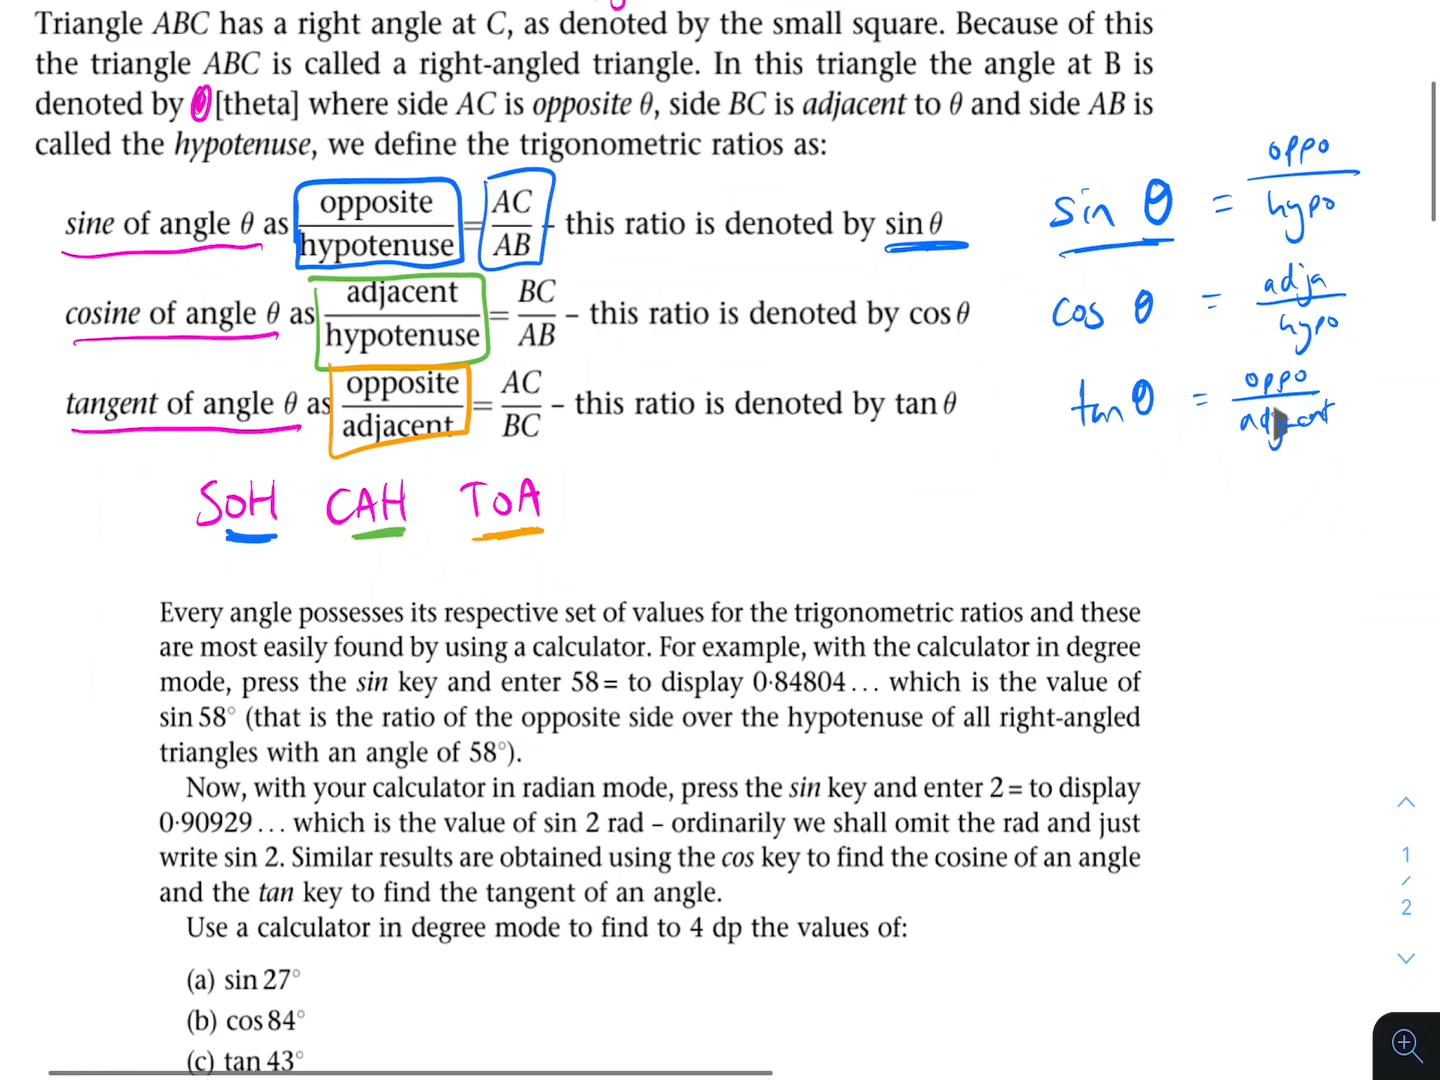 Triangle ABC has a right angle at C, as denoted by the small square. Because of this
the triangle ABC is called a right-angled triangle. In this triangle the angle at B is
denoted by θ [theta] where side AC is opposite θ, side BC is adjacent to θ and side AB is
called the hypotenuse, we define the trigonometric ratios as:
sine of angle θ as opposite/hypotenuse = AC/AB – this ratio is denoted by sin θ
cosine of angle θ as adjacent/hypotenuse = BC/AB – this ratio is denoted by cos θ
tangent of angle θ as opposite/adjacent = AC/BC – this ratio is denoted by tan θ
sin θ = oppo/hypo
cos θ = adja/hypo
tan θ = oppo/adjacent
SOH CAH TOA
Every angle possesses its respective set of values for the trigonometric ratios and these
are most easily found by using a calculator. For example, with the calculator in degree
mode, press the sin key and enter 58 = to display 0·84804... which is the value of
sin 58° (that is the ratio of the opposite side over the hypotenuse of all right-angled
triangles with an angle of 58°).
Now, with your calculator in radian mode, press the sin key and enter 2 = to display
0·90929... which is the value of sin 2 rad – ordinarily we shall omit the rad and just
write sin 2. Similar results are obtained using the cos key to find the cosine of an angle
and the tan key to find the tangent of an angle.
Use a calculator in degree mode to find to 4 dp the values of:
(a) sin 27°
(b) cos 84°
(c) tan 43°
1
/
2